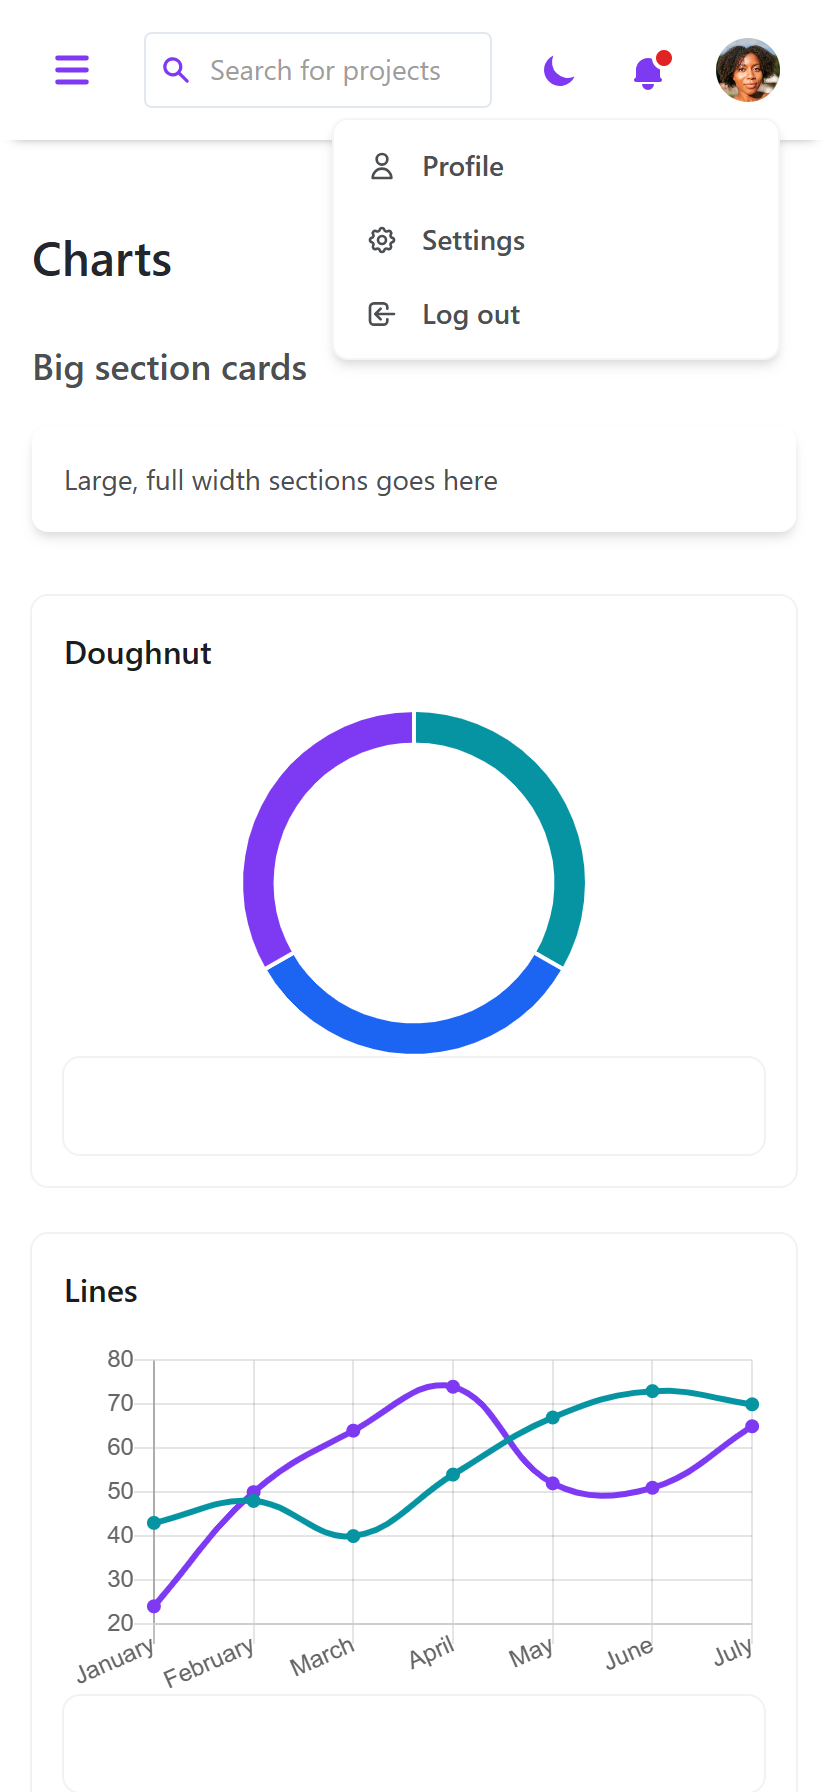 Search for projects
Profile
Settings
Log out
Charts
Big section cards
Large, full width sections goes here
Doughnut
Lines
80
70
60
50
40
30
20
January February March April May June July